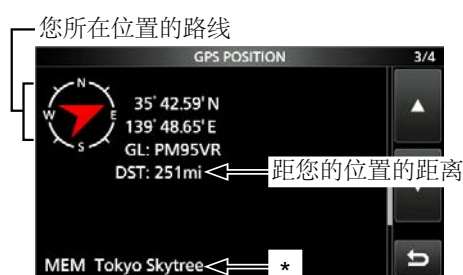 您所在位置的路线
GPS POSITION 3/4
N
W E
S
35°42.59'N
139°48.65'E
GL: PM95VR
DST: 251mi
距您的位置的距离
MEM Tokyo Skytree
*